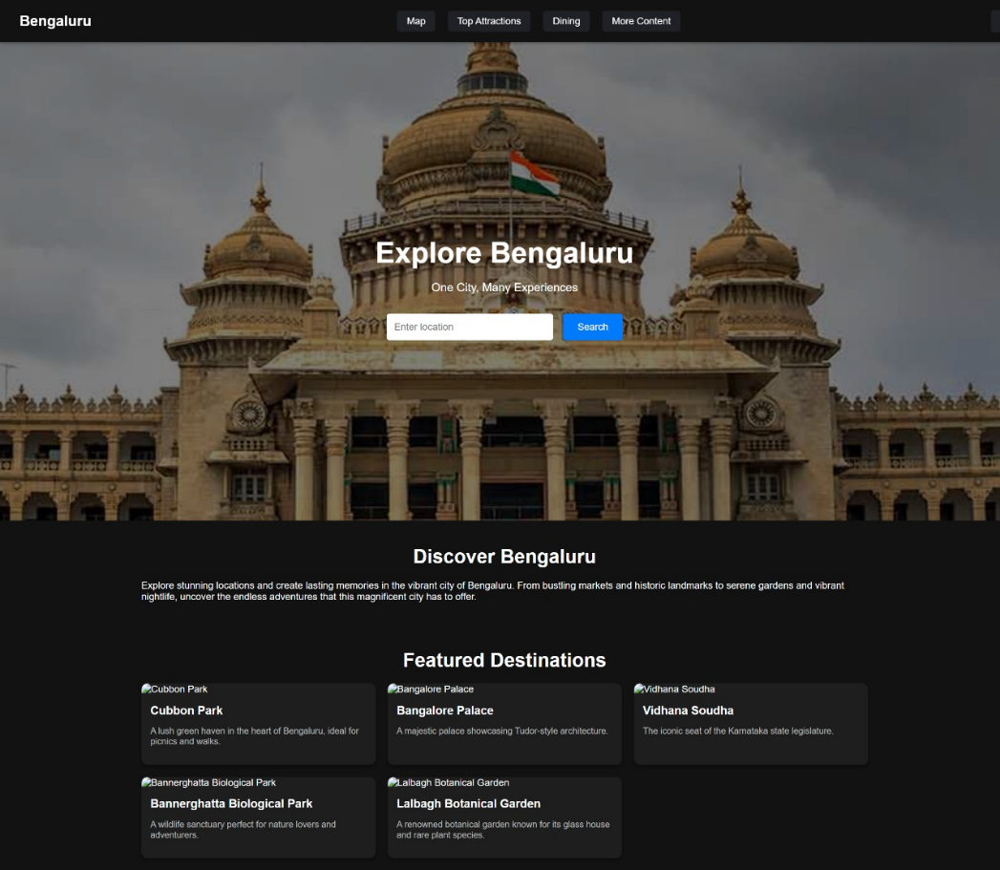 Bengaluru
Map
Top Attractions
Dining
More Content
Explore Bengaluru
One City, Many Experiences
Enter location
Search
Discover Bengaluru
Explore stunning locations and create lasting memories in the vibrant city of Bengaluru. From bustling markets and historic landmarks to serene gardens and vibrant
nightlife, uncover the endless adventures that this magnificent city has to offer.
Featured Destinations
Cubbon Park
Cubbon Park
A lush green haven in the heart of Bengaluru, ideal for
picnics and walks.
Bangalore Palace
Bangalore Palace
A majestic palace showcasing Tudor-style architecture.
Vidhana Soudha
Vidhana Soudha
The iconic seat of the Karnataka state legislature.
Bannerghatta Biological Park
Bannerghatta Biological Park
A wildlife sanctuary perfect for nature lovers and
adventurers.
Lalbagh Botanical Garden
Lalbagh Botanical Garden
A renowned botanical garden known for its glass house
and rare plant species.